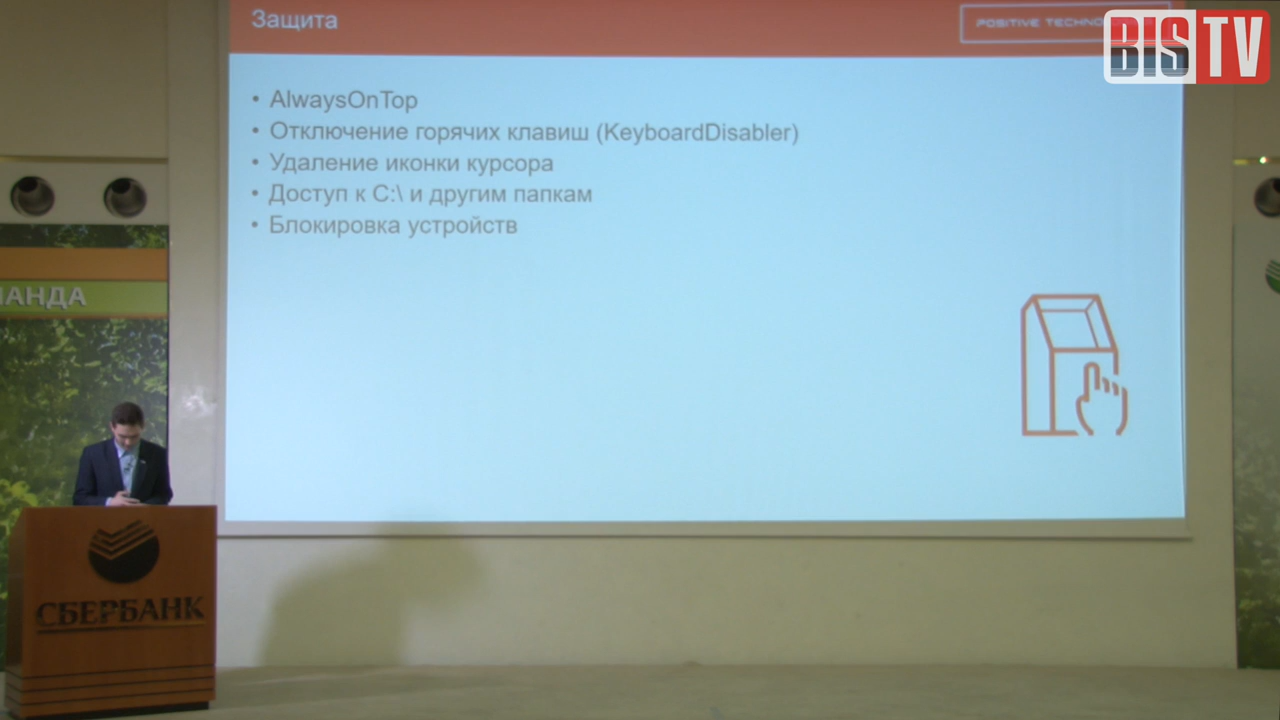 Защита
POSITIVE TECHNO
BISTV
• AlwaysOnTop
• Отключение горячих клавиш (KeyboardDisabler)
• Удаление иконки курсора
• Доступ к C:\ и другим папкам
• Блокировка устройств
АНДА
СБЕРБАНК